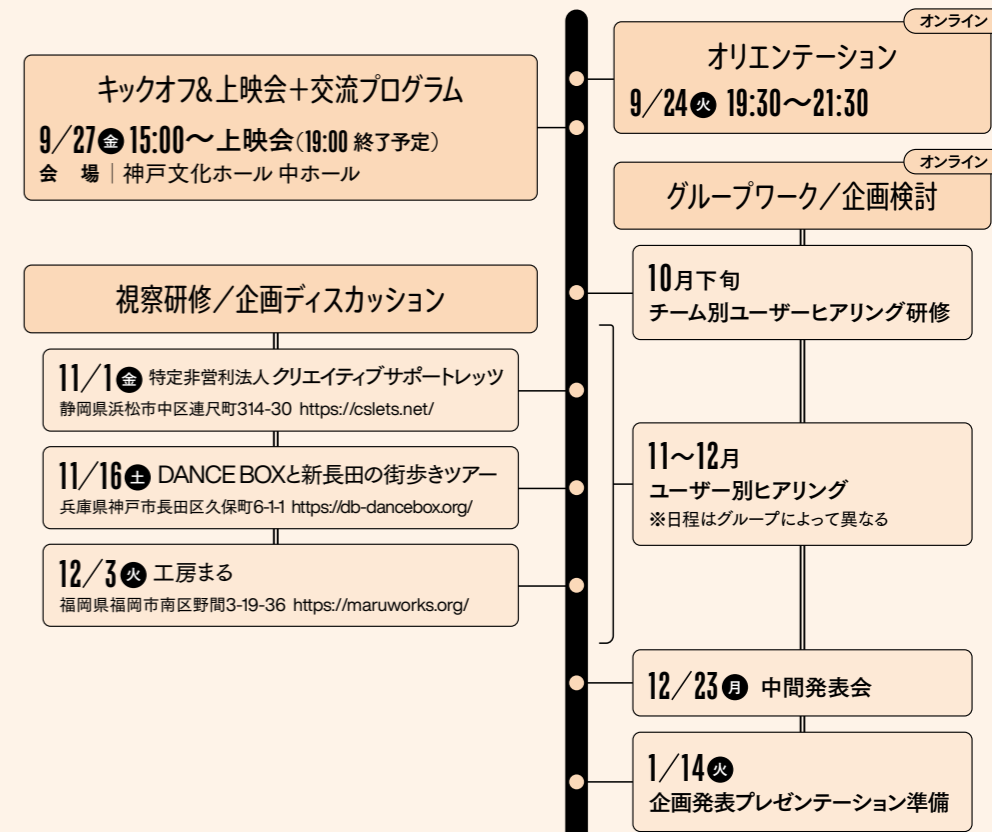 オンライン
オリエンテーション
9/24火 19:30〜21:30
キックオフ&上映会+交流プログラム
9/27金 15:00〜上映会(19:00 終了予定)
会　場｜神戸文化ホール 中ホール
オンライン
グループワーク/企画検討
10月下旬
チーム別ユーザーヒアリング研修
視察研修/企画ディスカッション
11/1金 特定非営利法人クリエイティブサポートレッツ
静岡県浜松市中区連尺町314-30 https://cslets.net/
11/16土 DANCE BOXと新長田の街歩きツアー
兵庫県神戸市長田区久保町6-1-1 https://db-dancebox.org/
12/3火 工房まる
福岡県福岡市南区野間3-19-36 https://maruworks.org/
11〜12月
ユーザー別ヒアリング
※日程はグループによって異なる
12/23月 中間発表会
1/14火
企画発表プレゼンテーション準備